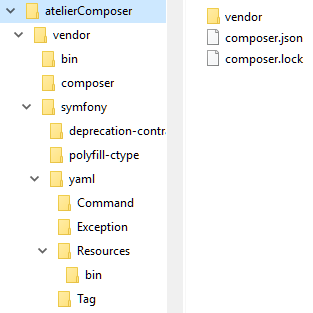 atelierComposer
vendor
bin
composer
symfony
deprecation-contra
polyfill-ctype
yaml
Command
Exception
Resources
bin
Tag
vendor
composer.json
composer.lock